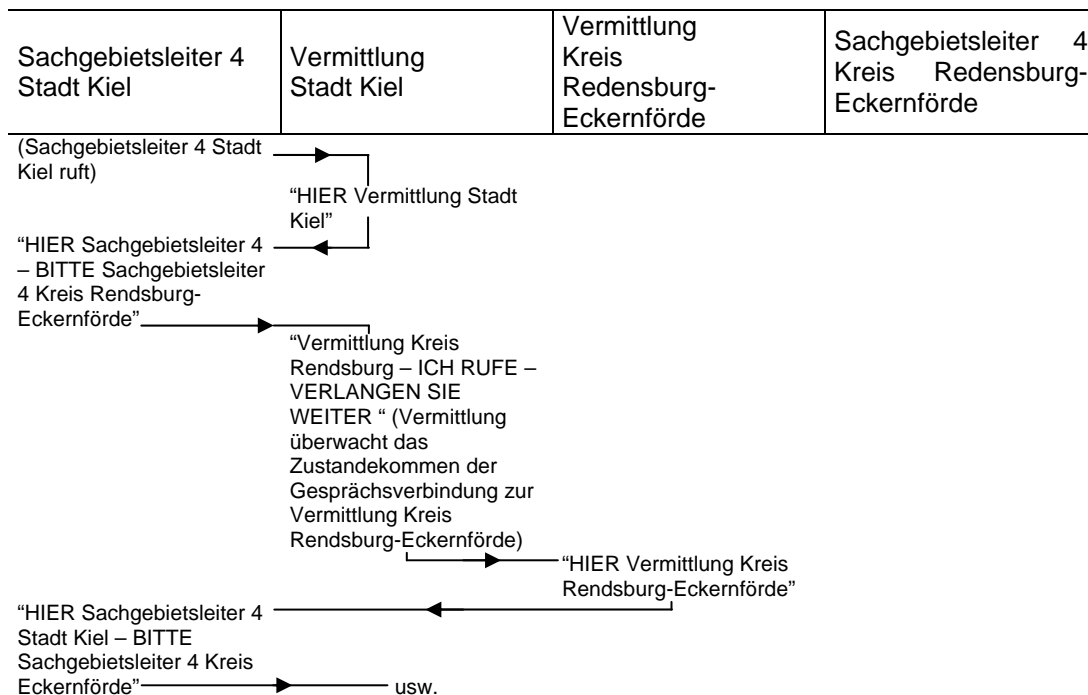 Sachgebietsleiter 4
Stadt Kiel
Vermittlung
Stadt Kiel
Vermittlung
Kreis
Redensburg-
Eckernförde
Sachgebietsleiter 4
Kreis Redensburg-
Eckernförde
(Sachgebietsleiter 4 Stadt
Kiel ruft)
“HIER Vermittlung Stadt
Kiel”
“HIER Sachgebietsleiter 4
– BITTE Sachgebietsleiter
4 Kreis Rendsburg-
Eckernförde”
“Vermittlung Kreis
Rendsburg – ICH RUFE –
VERLANGEN SIE
WEITER “ (Vermittlung
überwacht das
Zustandekommen der
Gesprächsverbindung zur
Vermittlung Kreis
Rendsburg-Eckernförde)
“HIER Vermittlung Kreis
Rendsburg-Eckernförde”
“HIER Sachgebietsleiter 4
Stadt Kiel – BITTE
Sachgebietsleiter 4 Kreis
Eckernförde”
usw.